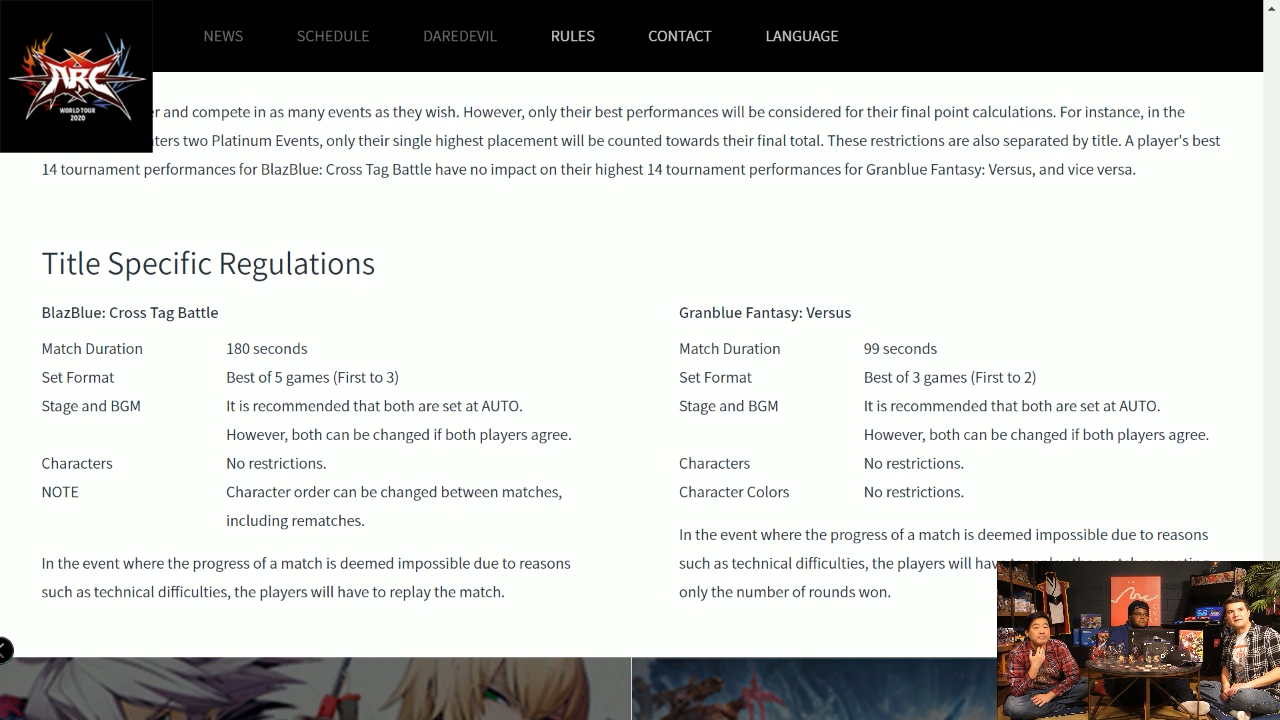 NEWS SCHEDULE DAREDEVIL RULES CONTACT LANGUAGE
ARC
WORLD TOUR
2020
and compete in as many events as they wish. However, only their best performances will be considered for their final point calculations. For instance, in the
two Platinum Events, only their single highest placement will be counted towards their final total. These restrictions are also separated by title. A player's best
14 tournament performances for BlazBlue: Cross Tag Battle have no impact on their highest 14 tournament performances for Granblue Fantasy: Versus, and vice versa.
Title Specific Regulations
BlazBlue: Cross Tag Battle
Match Duration 180 seconds
Set Format Best of 5 games (First to 3)
Stage and BGM It is recommended that both are set at AUTO.
However, both can be changed if both players agree.
Characters No restrictions.
NOTE Character order can be changed between matches,
including rematches.
In the event where the progress of a match is deemed impossible due to reasons
such as technical difficulties, the players will have to replay the match.
Granblue Fantasy: Versus
Match Duration 99 seconds
Set Format Best of 3 games (First to 2)
Stage and BGM It is recommended that both are set at AUTO.
However, both can be changed if both players agree.
Characters No restrictions.
Character Colors No restrictions.
In the event where the progress of a match is deemed impossible due to reasons
such as technical difficulties, the players will have
only the number of rounds won.